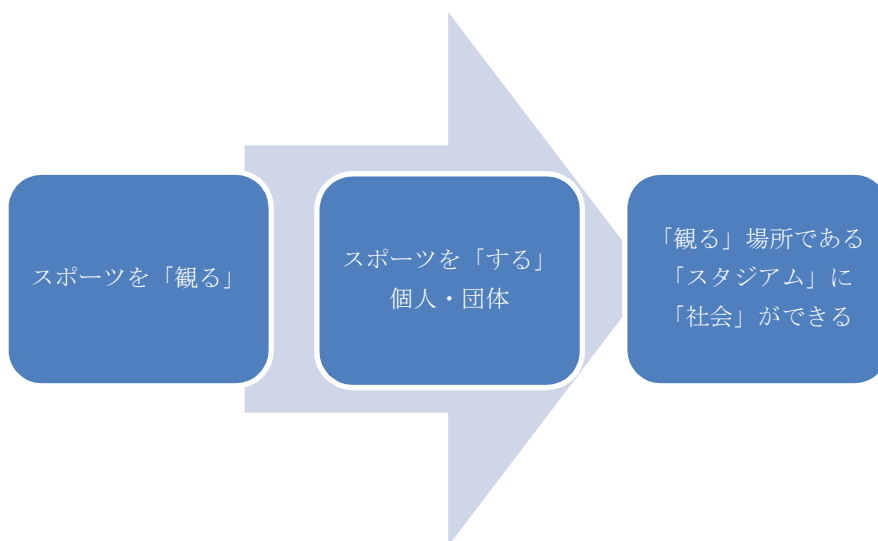 スポーツを「観る」
スポーツを「する」
個人・団体
「観る」場所である
「スタジアム」に
「社会」ができる